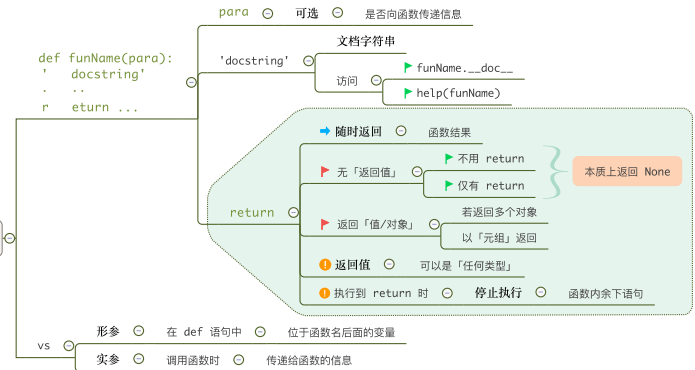 para 可选 是否向函数传递信息
文档字符串
'docstring'
def funName(para):
' docstring'
. ..
r eturn ...
访问
funName.__doc__
help(funName)
随时返回 函数结果
无「返回值」
不用 return
仅有 return
本质上返回 None
return
返回「值/对象」
若返回多个对象
以「元组」返回
返回值 可以是「任何类型」
执行到 return 时 停止执行 函数内余下语句
vs
形参 在 def 语句中 位于函数名后面的变量
实参 调用函数时 传递给函数的信息